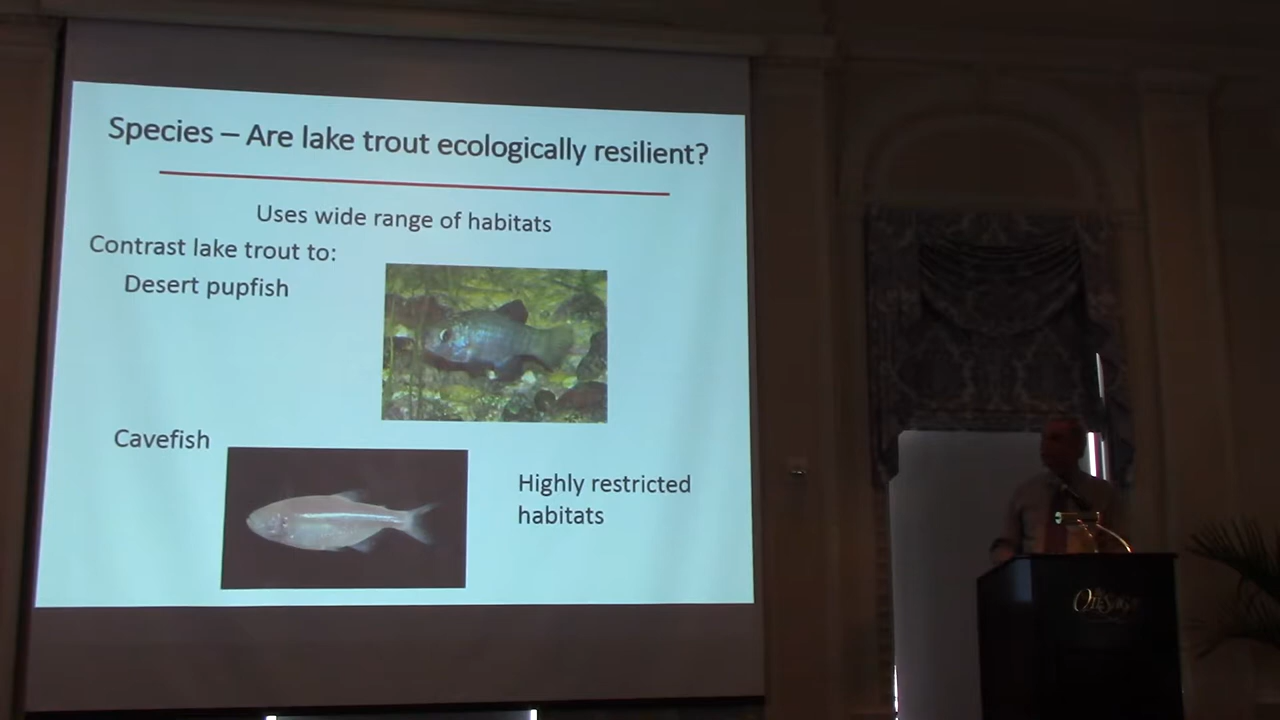 Species – Are lake trout ecologically resilient?
Uses wide range of habitats
Contrast lake trout to:
Desert pupfish
Cavefish
Highly restricted
habitats